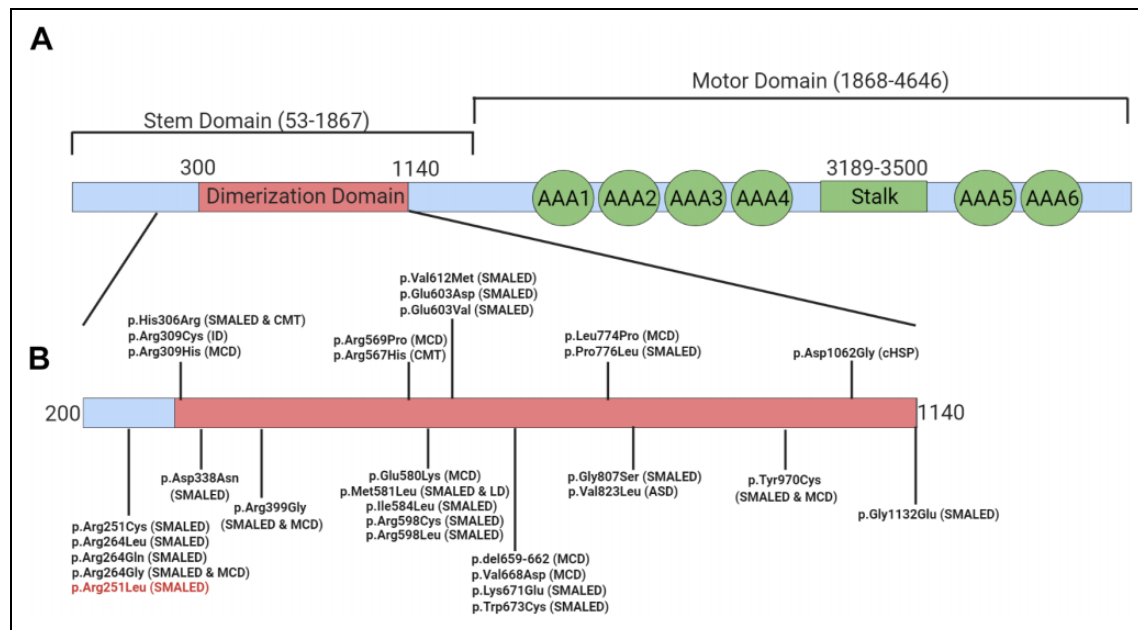 A
Motor Domain (1868-4646)
Stem Domain (53-1867)
300
1140
3189-3500
Dimerization Domain
AAA1
AAA2
AAA3
AAA4
Stalk
AAA5
AAA6
p.Val612Met (SMALED)
p.Glu603Asp (SMALED)
p.Glu603Val (SMALED)
p.His306Arg (SMALED & CMT)
p.Arg309Cys (ID)
p.Arg309His (MCD)
p.Arg569Pro (MCD)
p.Arg567His (CMT)
p.Leu774Pro (MCD)
p.Pro776Leu (SMALED)
p.Asp1062Gly (cHSP)
B
200
1140
p.Asp338Asn
(SMALED)
p.Arg399Gly
(SMALED & MCD)
p.Glu580Lys (MCD)
p.Met581Leu (SMALED & LD)
p.Ile584Leu (SMALED)
p.Arg598Cys (SMALED)
p.Arg598Leu (SMALED)
p.Gly807Ser (SMALED)
p.Val823Leu (ASD)
p.Tyr970Cys
(SMALED & MCD)
p.Gly1132Glu (SMALED)
p.Arg251Cys (SMALED)
p.Arg264Leu (SMALED)
p.Arg264Gln (SMALED)
p.Arg264Gly (SMALED & MCD)
p.Arg251Leu (SMALED)
p.del659-662 (MCD)
p.Val668Asp (MCD)
p.Lys671Glu (SMALED)
p.Trp673Cys (SMALED)